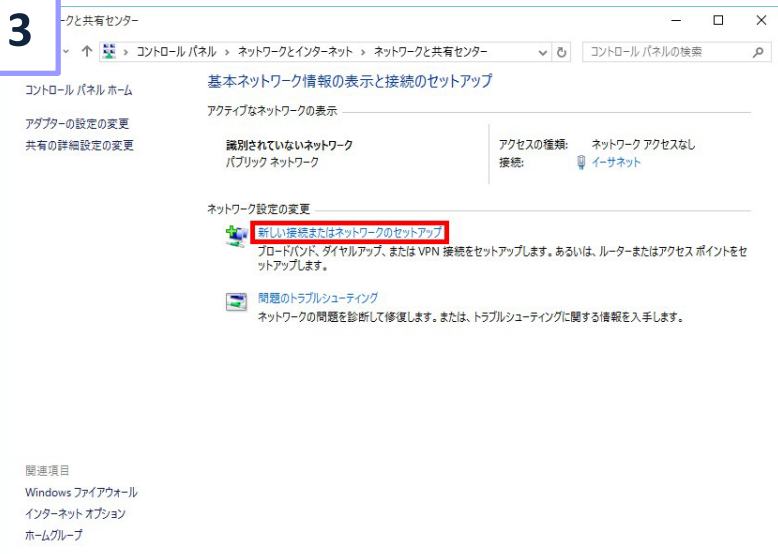 3
ークと共有センター
コントロール パネル › ネットワークとインターネット › ネットワークと共有センター
コントロール パネルの検索
コントロール パネル ホーム
アダプターの設定の変更
共有の詳細設定の変更
基本ネットワーク情報の表示と接続のセットアップ
アクティブなネットワークの表示
識別されていないネットワーク
パブリック ネットワーク
アクセスの種類: ネットワーク アクセスなし
接続: イーサネット
ネットワーク設定の変更
新しい接続またはネットワークのセットアップ
ブロードバンド、ダイヤルアップ、または VPN 接続をセットアップします。あるいは、ルーターまたはアクセス ポイントをセ
ットアップします。
問題のトラブルシューティング
ネットワークの問題を診断して修復します。または、トラブルシューティングに関する情報を入手します。
関連項目
Windows ファイアウォール
インターネット オプション
ホームグループ